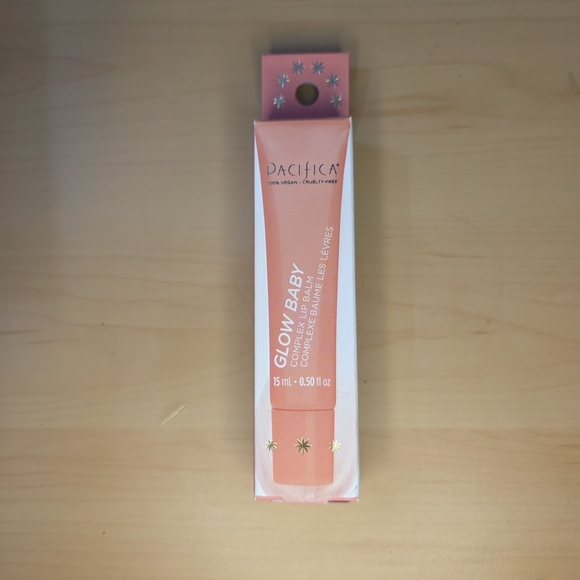 PACIFICA®
100% VEGAN • CRUELTY-FREE
GLOW BABY
COMPLEX LIP BALM
COMPLEXE BAUME LES LÈVRES
15 ml • 0.50 fl oz